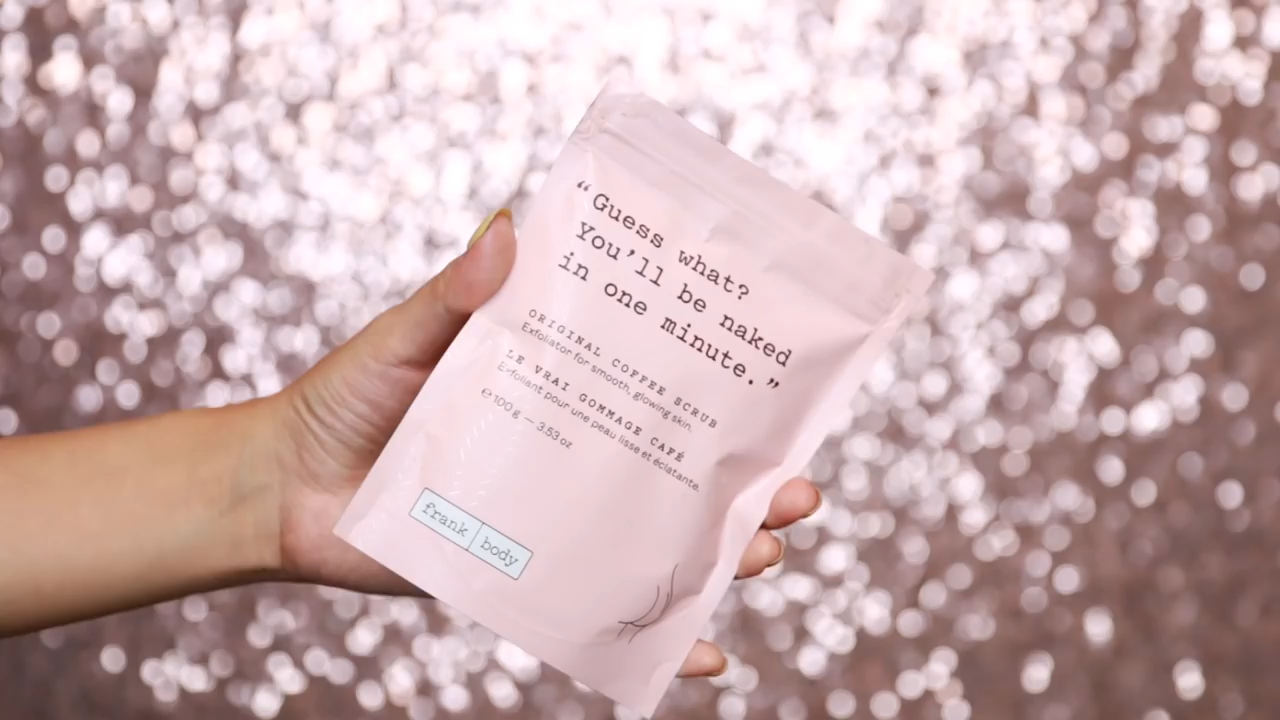 “Guess what?
You’ll be naked
in one minute.”
ORIGINAL COFFEE SCRUB
Exfoliator for smooth, glowing skin.
LE VRAI GOMMAGE CAFÉ
Exfoliant pour une peau lisse et éclatante.
℮ 100 g — 3.53 oz
frank body